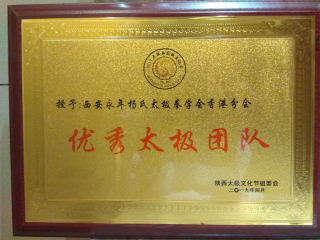 授予:西安永年杨氏太极拳学会香港分会
优秀太极团队
陕西太极文化节组委会
二〇一九年四月